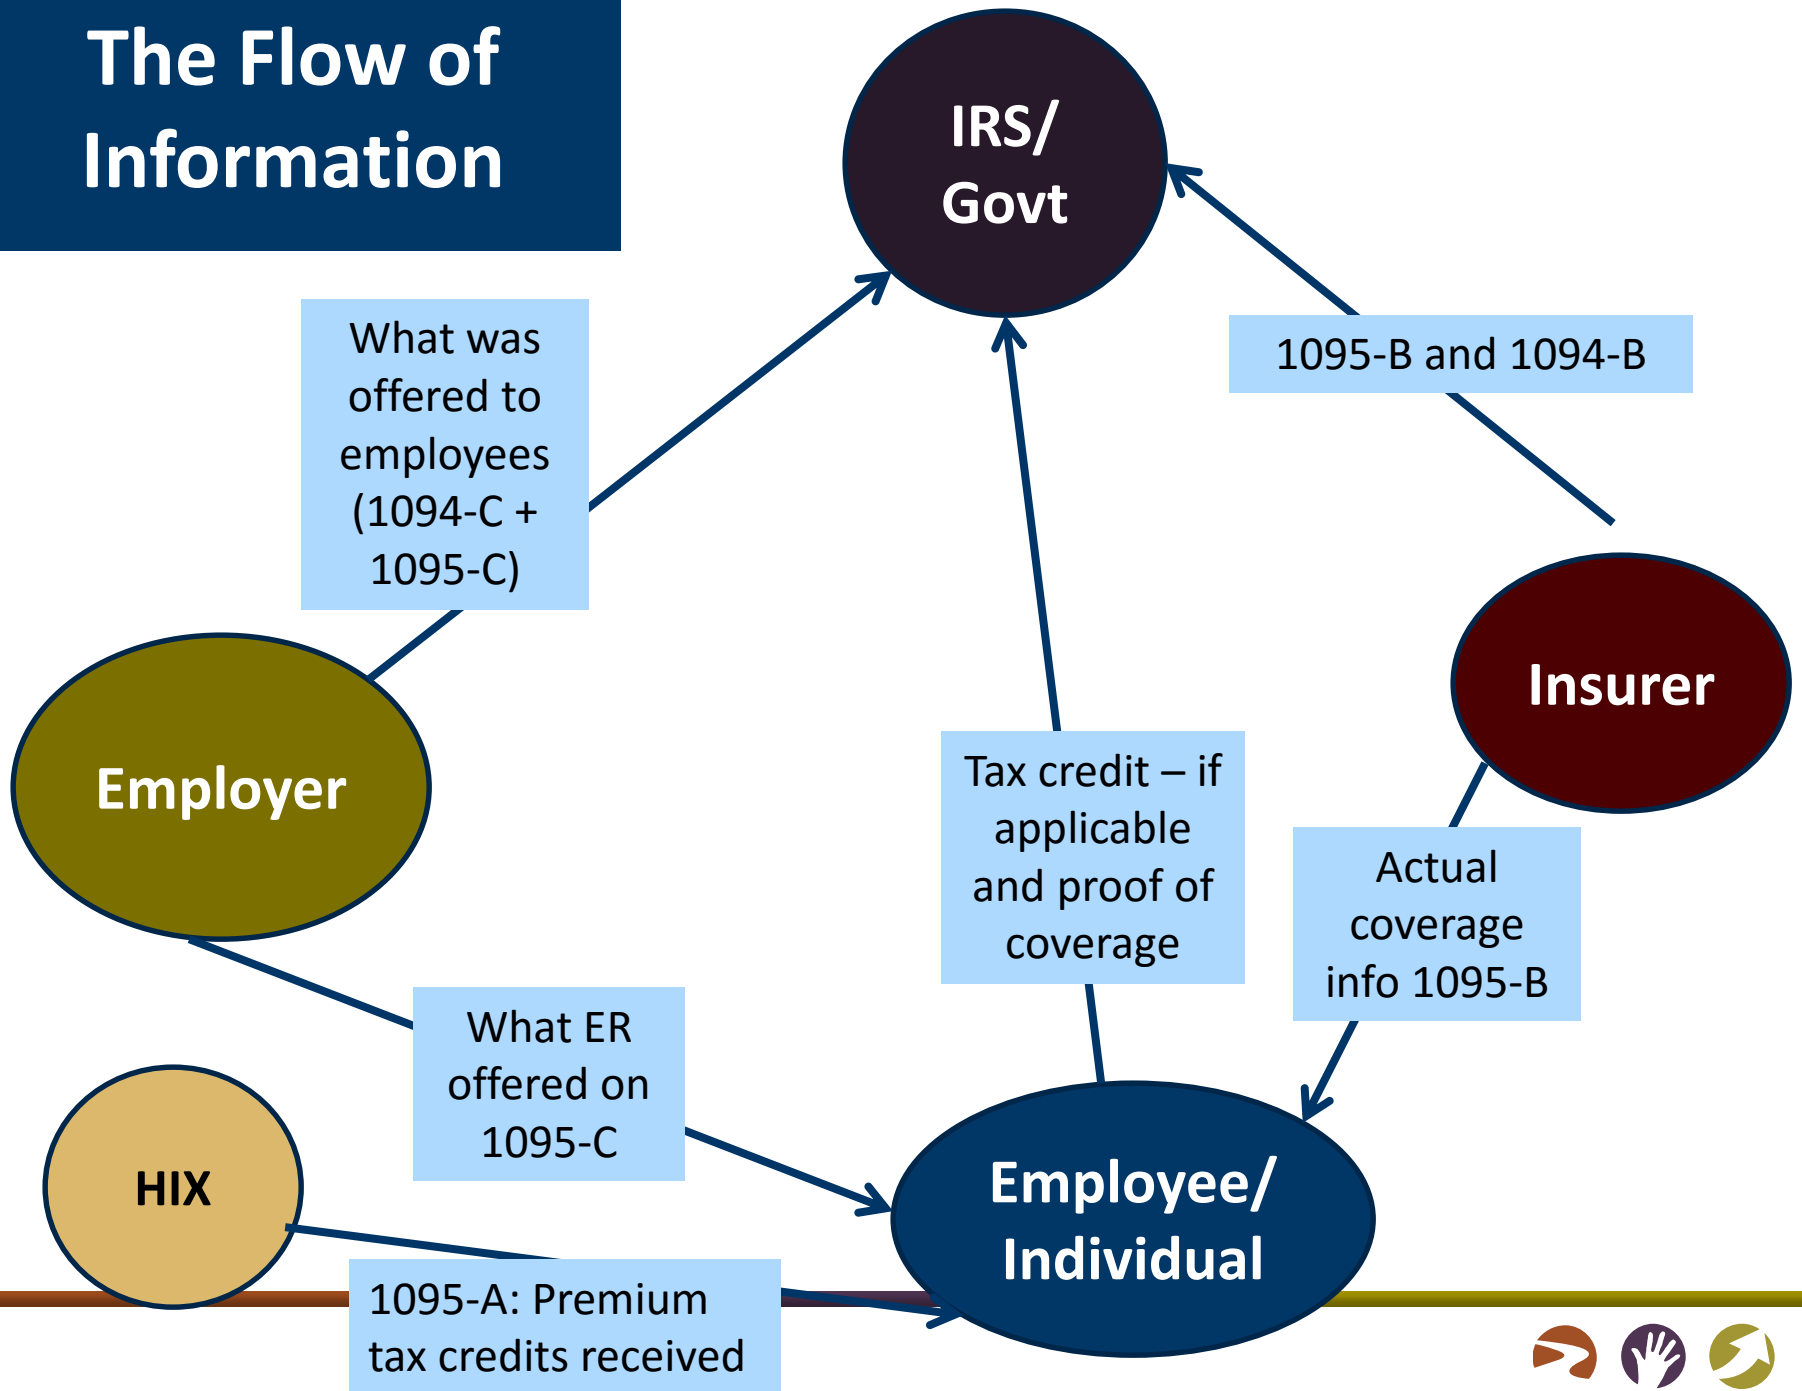 The Flow of
Information
IRS/
Govt
What was
offered to
employees
(1094-C +
1095-C)
1095-B and 1094-B
Insurer
Employer
Tax credit – if
applicable
and proof of
coverage
Actual
coverage
info 1095-B
What ER
offered on
1095-C
HIX
Employee/
Individual
1095-A: Premium
tax credits received